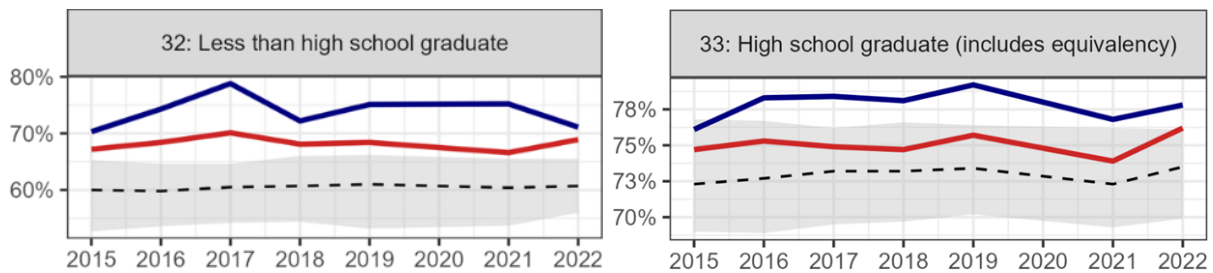 32: Less than high school graduate
80%
70%
60%
2015 2016 2017 2018 2019 2020 2021 2022
33: High school graduate (includes equivalency)
78%
75%
73%
70%
2015 2016 2017 2018 2019 2020 2021 2022